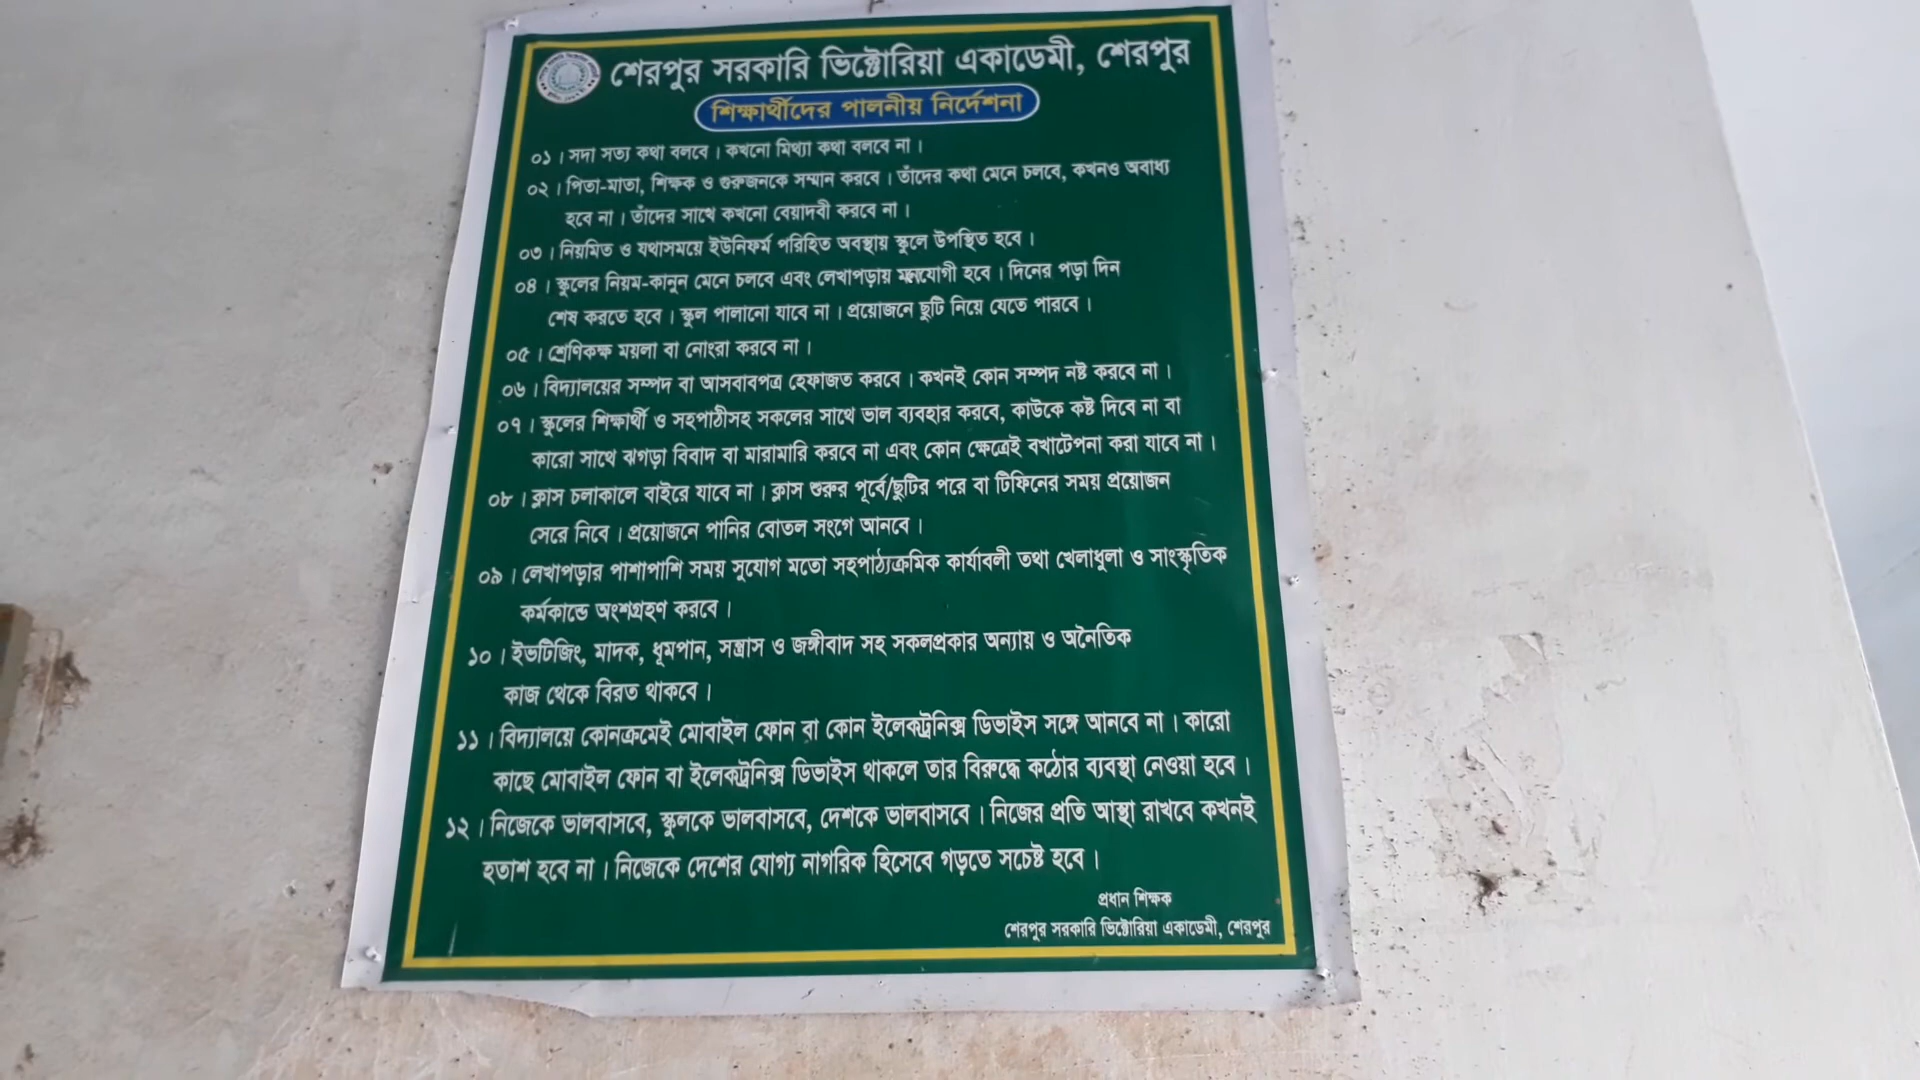 শেরপুর সরকারি ভিক্টোরিয়া একাডেমী, শেরপুর
শিক্ষার্থীদের পালনীয় নির্দেশনা
০১। সদা সত্য কথা বলবে। কখনো মিথ্যা কথা বলবে না।
০২। পিতা-মাতা, শিক্ষক ও গুরুজনকে সম্মান করবে। তাঁদের কথা মেনে চলবে, কখনও অবাধ্য
হবে না। তাঁদের সাথে কখনো বেয়াদবী করবে না।
০৩। নিয়মিত ও যথাসময়ে ইউনিফর্ম পরিহিত অবস্থায় স্কুলে উপস্থিত হবে।
০৪। স্কুলের নিয়ম-কানুন মেনে চলবে এবং লেখাপড়ায় মনযোগী হবে। দিনের পড়া দিন
শেষ করতে হবে। স্কুল পালানো যাবে না। প্রয়োজনে ছুটি নিয়ে যেতে পারবে।
০৫। শ্রেণিকক্ষ ময়লা বা নোংরা করবে না।
০৬। বিদ্যালয়ের সম্পদ বা আসবাবপত্র হেফাজত করবে। কখনই কোন সম্পদ নষ্ট করবে না।
০৭। স্কুলের শিক্ষার্থী ও সহপাঠীসহ সকলের সাথে ভাল ব্যবহার করবে, কাউকে কষ্ট দিবে না বা
কারো সাথে ঝগড়া বিবাদ বা মারামারি করবে না এবং কোন ক্ষেত্রেই বখাটেপনা করা যাবে না।
০৮। ক্লাস চলাকালে বাইরে যাবে না। ক্লাস শুরুর পূর্বে/ছুটির পরে বা টিফিনের সময় প্রয়োজন
সেরে নিবে। প্রয়োজনে পানির বোতল সংগে আনবে।
০৯। লেখাপড়ার পাশাপাশি সময় সুযোগ মতো সহপাঠ্যক্রমিক কার্যাবলী তথা খেলাধুলা ও সাংস্কৃতিক
কর্মকান্ডে অংশগ্রহণ করবে।
১০। ইভটিজিং, মাদক, ধূমপান, সন্ত্রাস ও জঙ্গীবাদ সহ সকলপ্রকার অন্যায় ও অনৈতিক
কাজ থেকে বিরত থাকবে।
১১। বিদ্যালয়ে কোনক্রমেই মোবাইল ফোন বা কোন ইলেকট্রনিক্স ডিভাইস সঙ্গে আনবে না। কারো
কাছে মোবাইল ফোন বা ইলেকট্রনিক্স ডিভাইস থাকলে তার বিরুদ্ধে কঠোর ব্যবস্থা নেওয়া হবে।
১২। নিজেকে ভালবাসবে, স্কুলকে ভালবাসবে, দেশকে ভালবাসবে। নিজের প্রতি আস্থা রাখবে কখনই
হতাশ হবে না। নিজেকে দেশের যোগ্য নাগরিক হিসেবে গড়তে সচেষ্ট হবে।
প্রধান শিক্ষক
শেরপুর সরকারি ভিক্টোরিয়া একাডেমী, শেরপুর